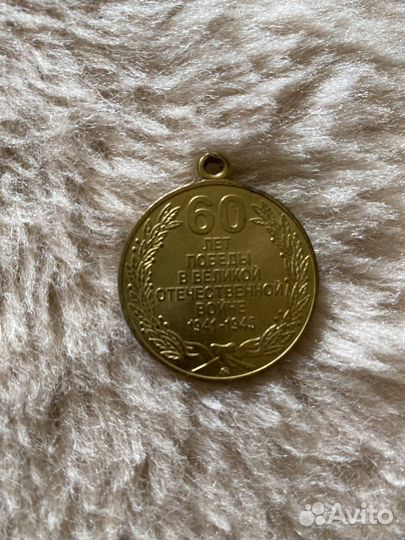 60
ЛЕТ
ПОБЕДЫ
В ВЕЛИКОЙ
ОТЕЧЕСТВЕННОЙ
ВОЙНЕ
1941-1945
Avito